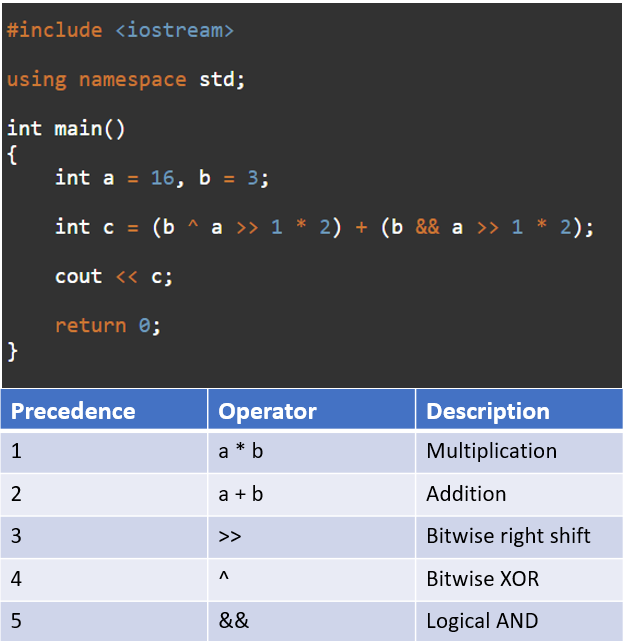 #include <iostream>
using namespace std;
int main()
{
int a = 16, b = 3;
int c = (b ^ a >> 1 * 2) + (b && a >> 1 * 2);
cout << c;
return 0;
}
Precedence Operator Description
1 a * b Multiplication
2 a + b Addition
3 >> Bitwise right shift
4 ^ Bitwise XOR
5 && Logical AND